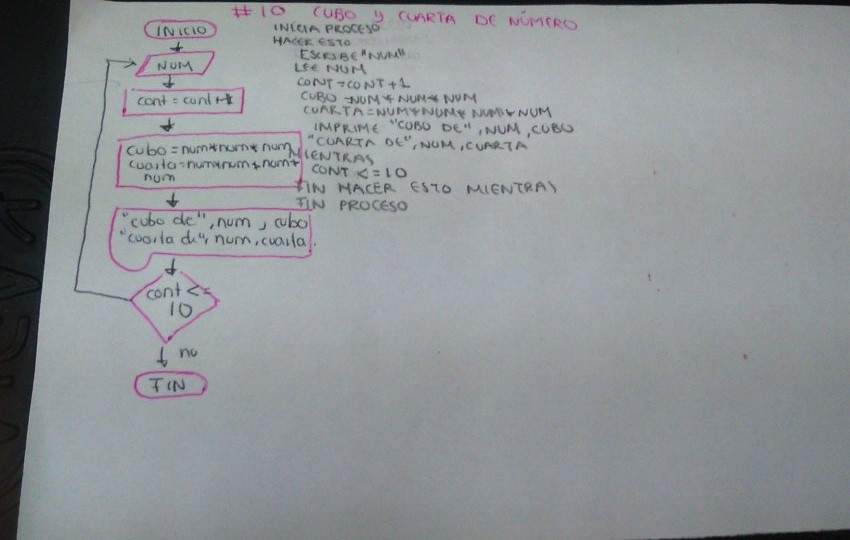 #10 CUBO Y CUARTA DE NÚMERO
INICIO
NUM
cont = cont+1
cubo = num*num* num
cuarta = num*num*num*
num
"cubo de", num, cubo
"cuarta de", num, cuarta.
cont <=
10
no
FIN
INICIA PROCESO
HACER ESTO
ESCRIBE "NUM"
LEE NUM
CONT=CONT+1
CUBO =NUM* NUM* NUM
CUARTA=NUM*NUM* NUM*NUM
IMPRIME "CUBO DE", NUM, CUBO
"CUARTA DE", NUM, CUARTA
MIENTRAS
CONT <= 10
FIN HACER ESTO MIENTRAS
FIN PROCESO